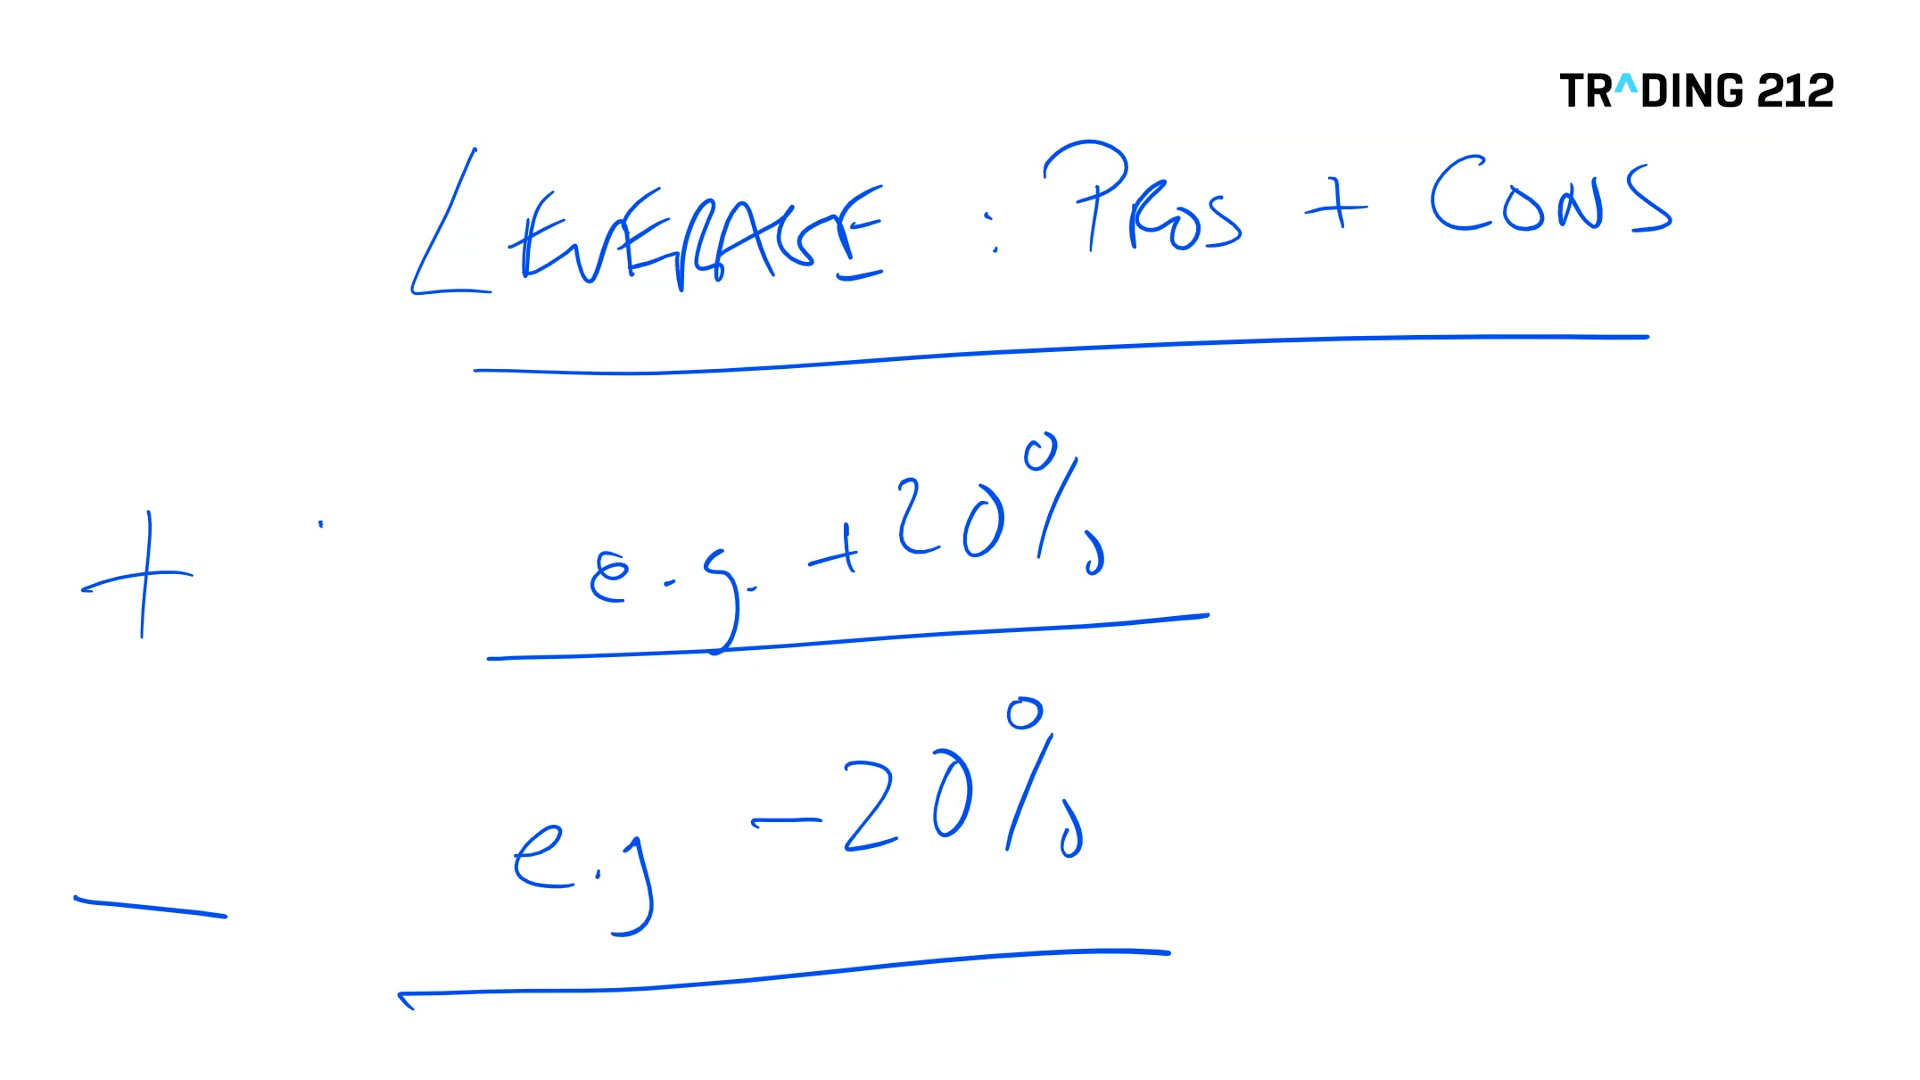 TRADING 212
LEVERAGE : PROS + CONS
+ e.g. +20%
— e.g -20%